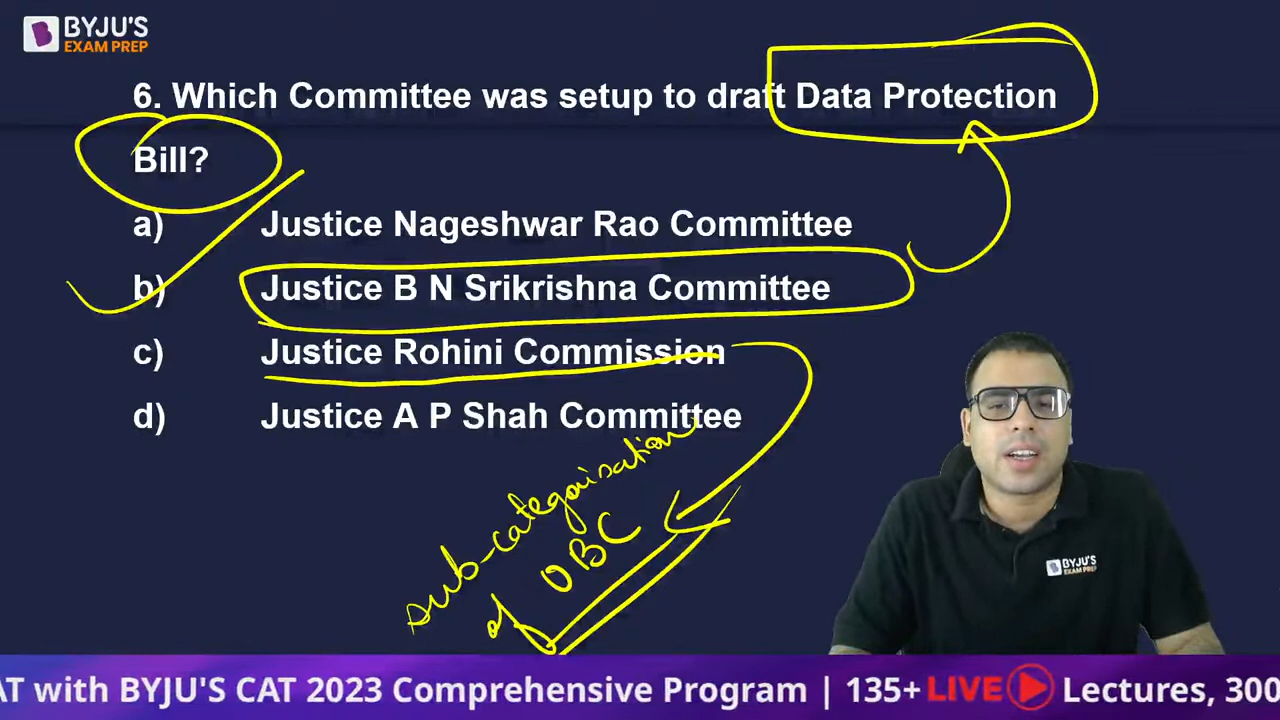 BYJU'S
EXAM PREP
6. Which Committee was setup to draft Data Protection
Bill?
a) Justice Nageshwar Rao Committee
b) Justice B N Srikrishna Committee
c) Justice Rohini Commission
d) Justice A P Shah Committee
sub-categorisation
of OBC
BYJU'S
EXAM PREP
AT with BYJU'S CAT 2023 Comprehensive Program | 135+ LIVE Lectures, 300